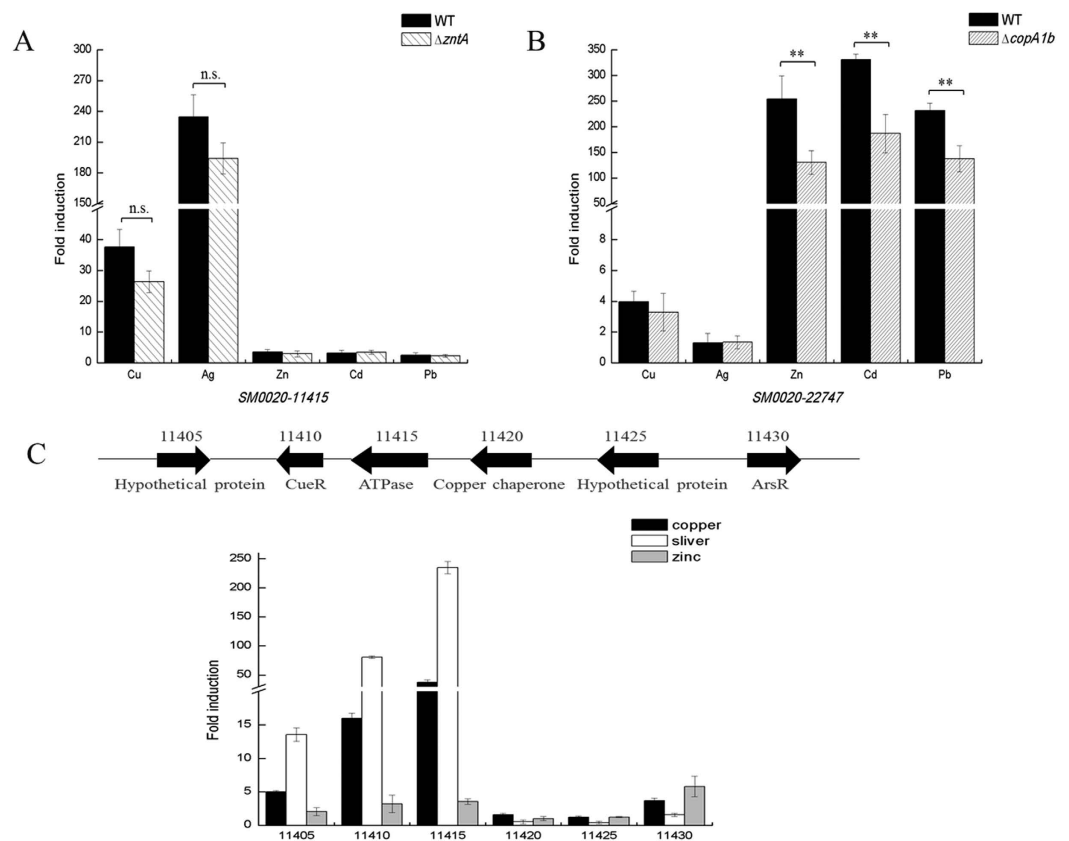 A
WT
ΔzntA
Fold induction
300
270
240
210
180
150
40
30
20
10
0
n.s.
n.s.
Cu Ag Zn Cd Pb
SM0020-11415
B
WT
ΔcopA1b
Fold induction
350
300
250
200
150
100
50
8
6
4
2
0
** ** **
Cu Ag Zn Cd Pb
SM0020-22747
C
11405 11410 11415 11420 11425 11430
Hypothetical protein CueR ATPase Copper chaperone Hypothetical protein ArsR
copper
sliver
zinc
Fold induction
250
200
150
100
50
15
10
5
0
11405 11410 11415 11420 11425 11430